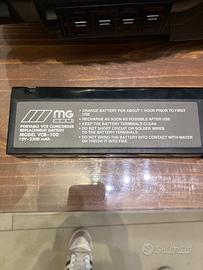 mg
PORTABLE VCR CAMCORDER
REPLACEMENT BATTERY
MODEL VCR-100
12V-2300 mAh
• CHARGE BATTERY FOR ABOUT 1 HOUR PRIOR TO FIRST
USE
• RECHARGE AS SOON AS POSSIBLE AFTER USE
• KEEP THE BATTERY TERMINALS CLEAN
• DO NOT SHORT CIRCUIT OR SOLDER WIRES
TO THE BATTERY TERMINALS
• DO NOT BRING THE BATTERY INTO CONTACT WITH WATER
OR THROW INTO FIRE
subito